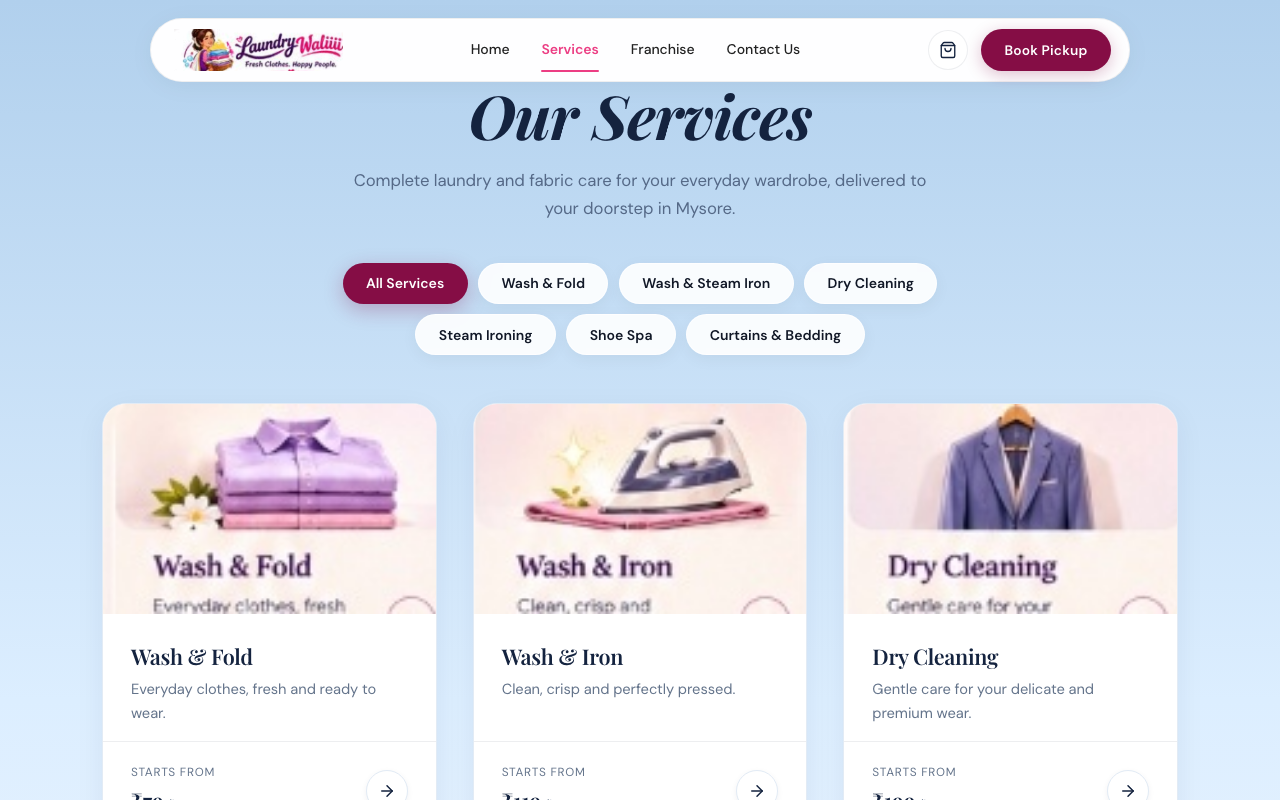 LaundryWaliiii
Fresh Clothes. Happy People.
Home
Services
Franchise
Contact Us
Book Pickup
Our Services
Complete laundry and fabric care for your everyday wardrobe, delivered to
your doorstep in Mysore.
All Services
Wash & Fold
Wash & Steam Iron
Dry Cleaning
Steam Ironing
Shoe Spa
Curtains & Bedding
Wash & Fold
Everyday clothes, fresh
Wash & Iron
Clean, crisp and
Dry Cleaning
Gentle care for your
Wash & Fold
Everyday clothes, fresh and ready to
wear.
Wash & Iron
Clean, crisp and perfectly pressed.
Dry Cleaning
Gentle care for your delicate and
premium wear.
STARTS FROM
STARTS FROM
STARTS FROM